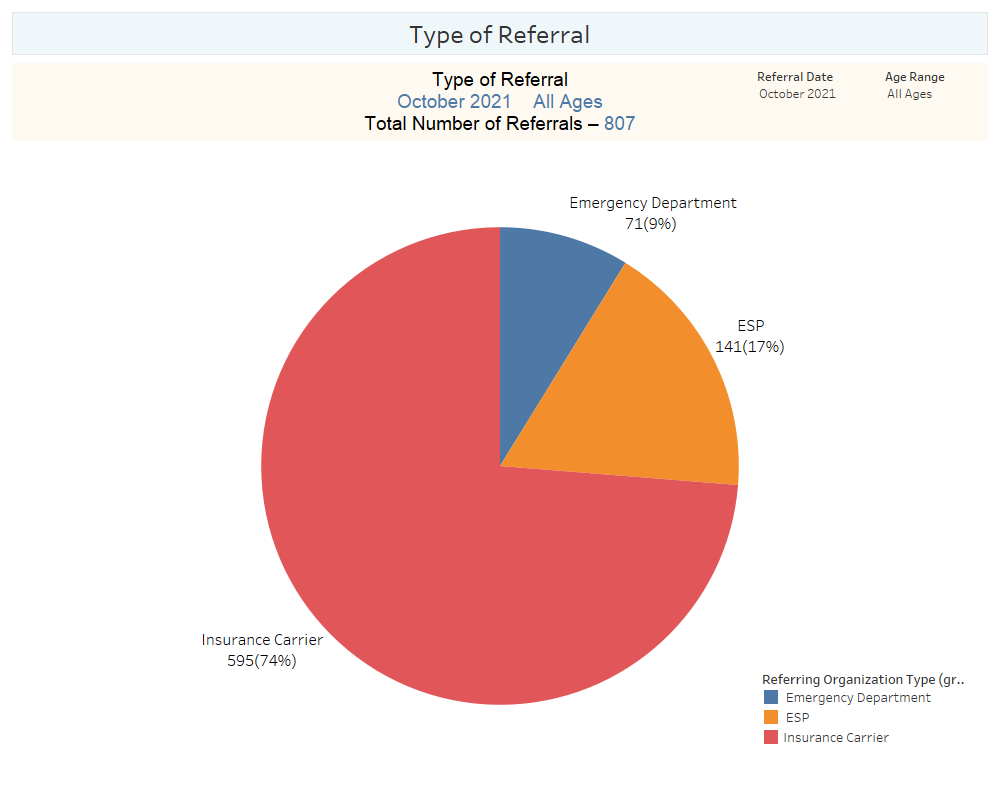 Type of Referral
Type of Referral
October 2021 All Ages
Total Number of Referrals – 807
Referral Date
October 2021
Age Range
All Ages
Emergency Department
71(9%)
ESP
141(17%)
Insurance Carrier
595(74%)
Referring Organization Type (gr..
Emergency Department
ESP
Insurance Carrier